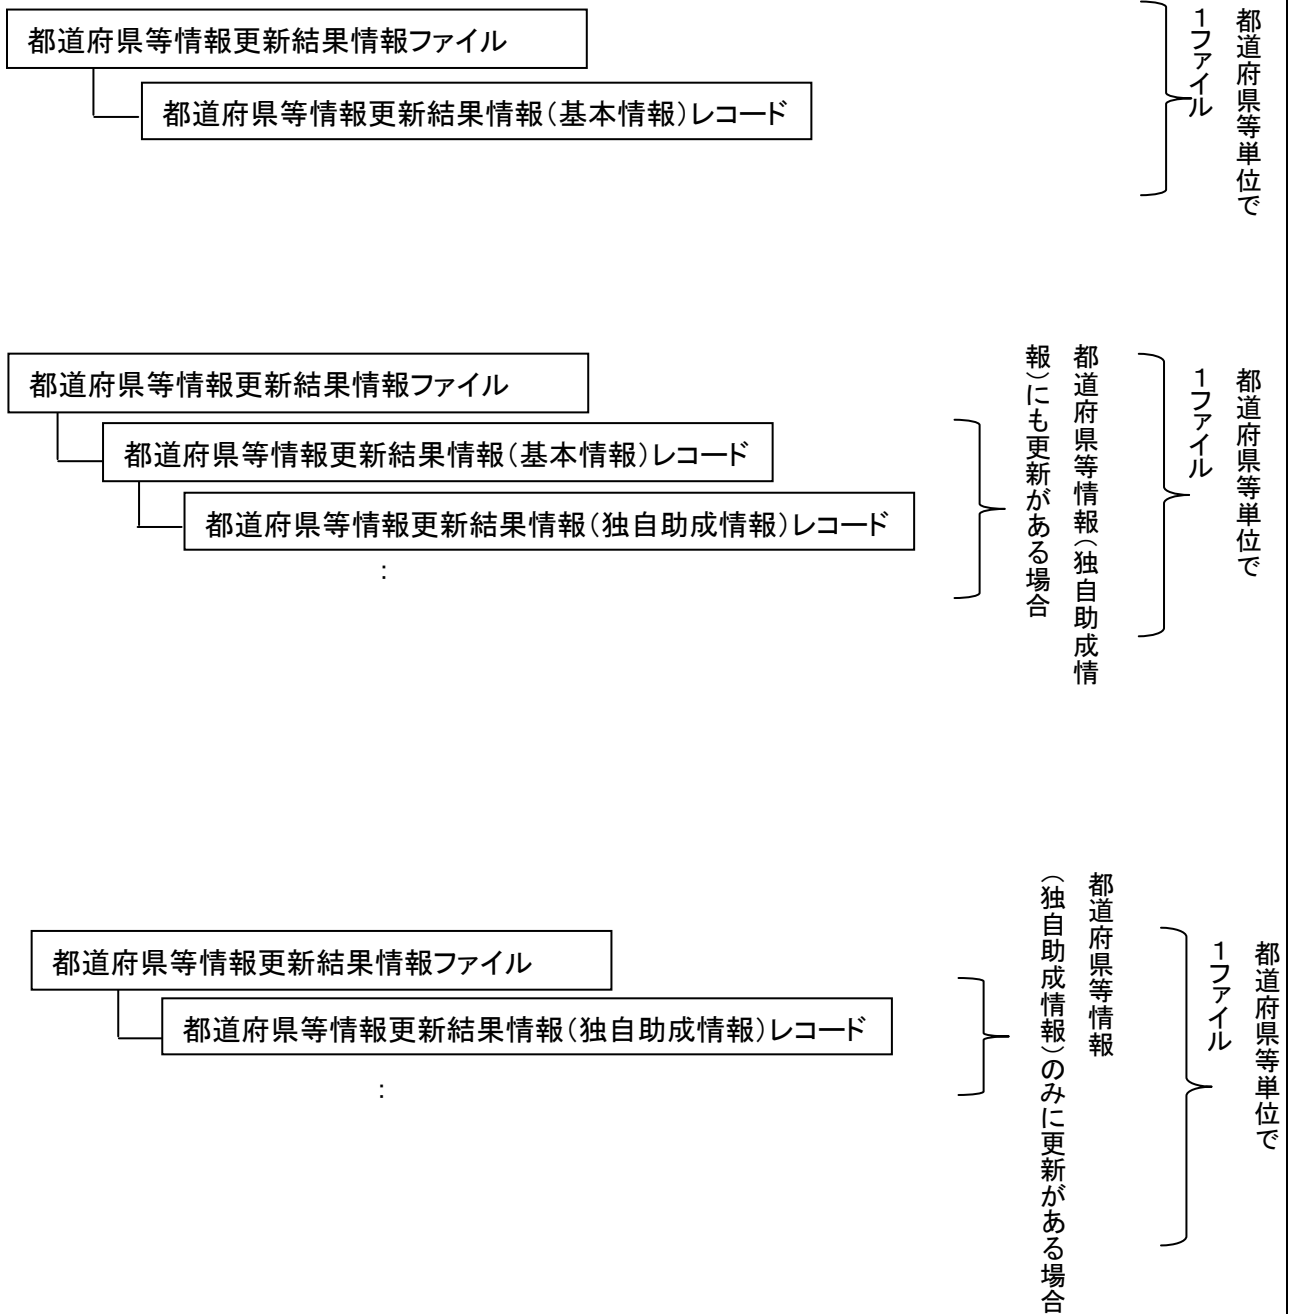 都道府県等情報更新結果情報ファイル
都道府県等情報更新結果情報（基本情報）レコード
都道府県等単位で
１ファイル
都道府県等情報更新結果情報ファイル
都道府県等情報更新結果情報（基本情報）レコード
都道府県等情報更新結果情報（独自助成情報）レコード
：
都道府県等情報（独自助成情
報）にも更新がある場合
都道府県等単位で
１ファイル
都道府県等情報更新結果情報ファイル
都道府県等情報更新結果情報（独自助成情報）レコード
：
都道府県等情報
（独自助成情報）のみに更新がある場合
都道府県等単位で
１ファイル